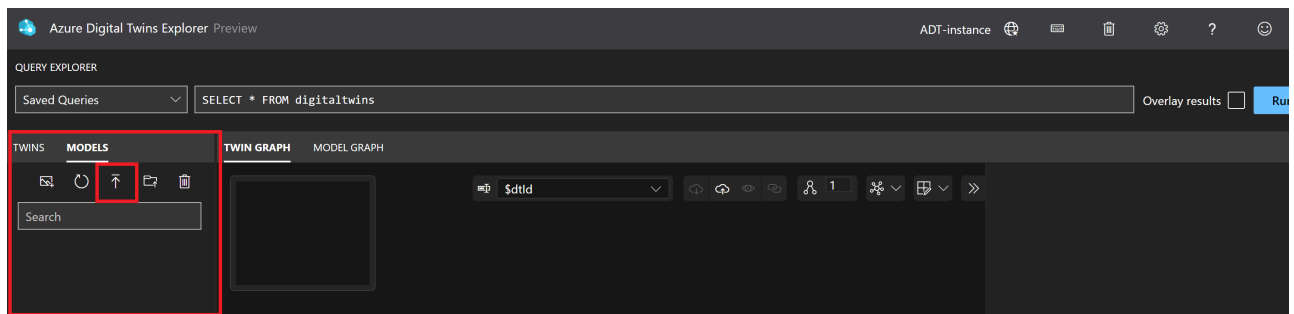 Azure Digital Twins Explorer Preview
ADT-instance
?
QUERY EXPLORER
Saved Queries
SELECT * FROM digitaltwins
Overlay results
Run
TWINS MODELS
TWIN GRAPH MODEL GRAPH
$dtId
1
Search